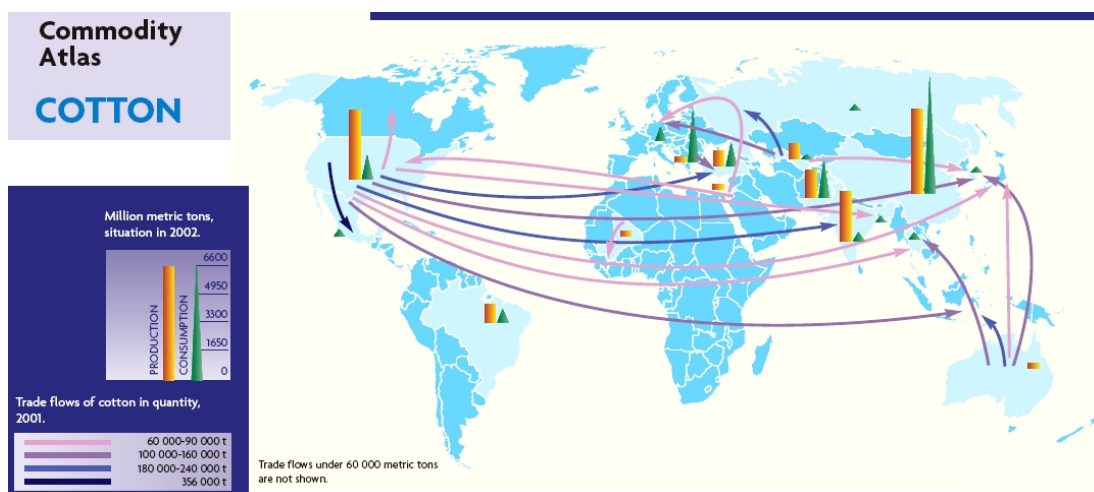 Commodity
Atlas
COTTON
Million metric tons,
situation in 2002.
PRODUCTION
CONSUMPTION
6600
4950
3300
1650
0
Trade flows of cotton in quantity,
2001.
60 000-90 000 t
100 000-160 000 t
180 000-240 000 t
356 000 t
Trade flows under 60 000 metric tons
are not shown.